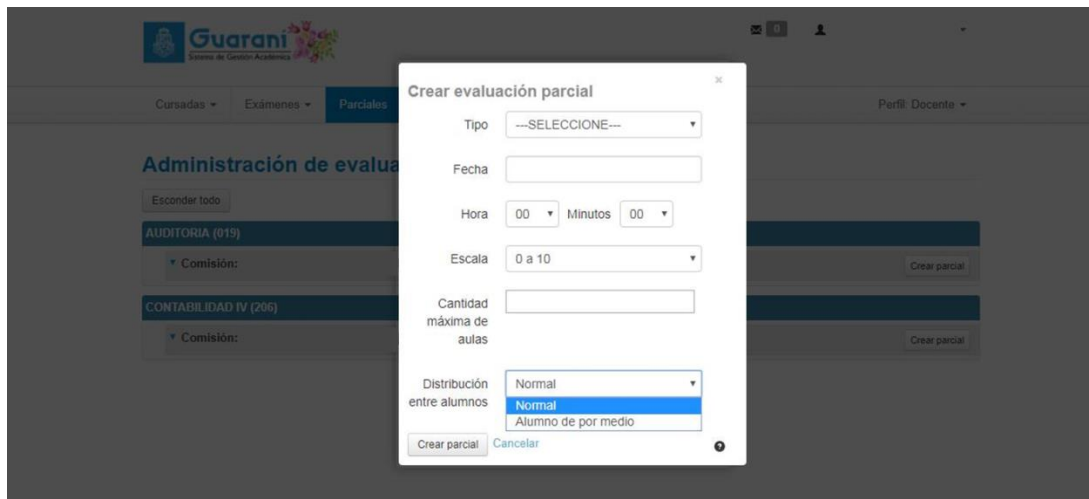 Guaraní
Sistema de Gestión Académica
0
Cursadas
Exámenes
Parciales
Perfil: Docente
Administración de evalua
Esconder todo
AUDITORIA (019)
Comisión:
Crear parcial
CONTABILIDAD IV (206)
Comisión:
Crear parcial
×
Crear evaluación parcial
Tipo ---SELECCIONE---
Fecha
Hora 00 Minutos 00
Escala 0 a 10
Cantidad
máxima de
aulas
Distribución
entre alumnos
Normal
Normal
Alumno de por medio
Crear parcial Cancelar
?